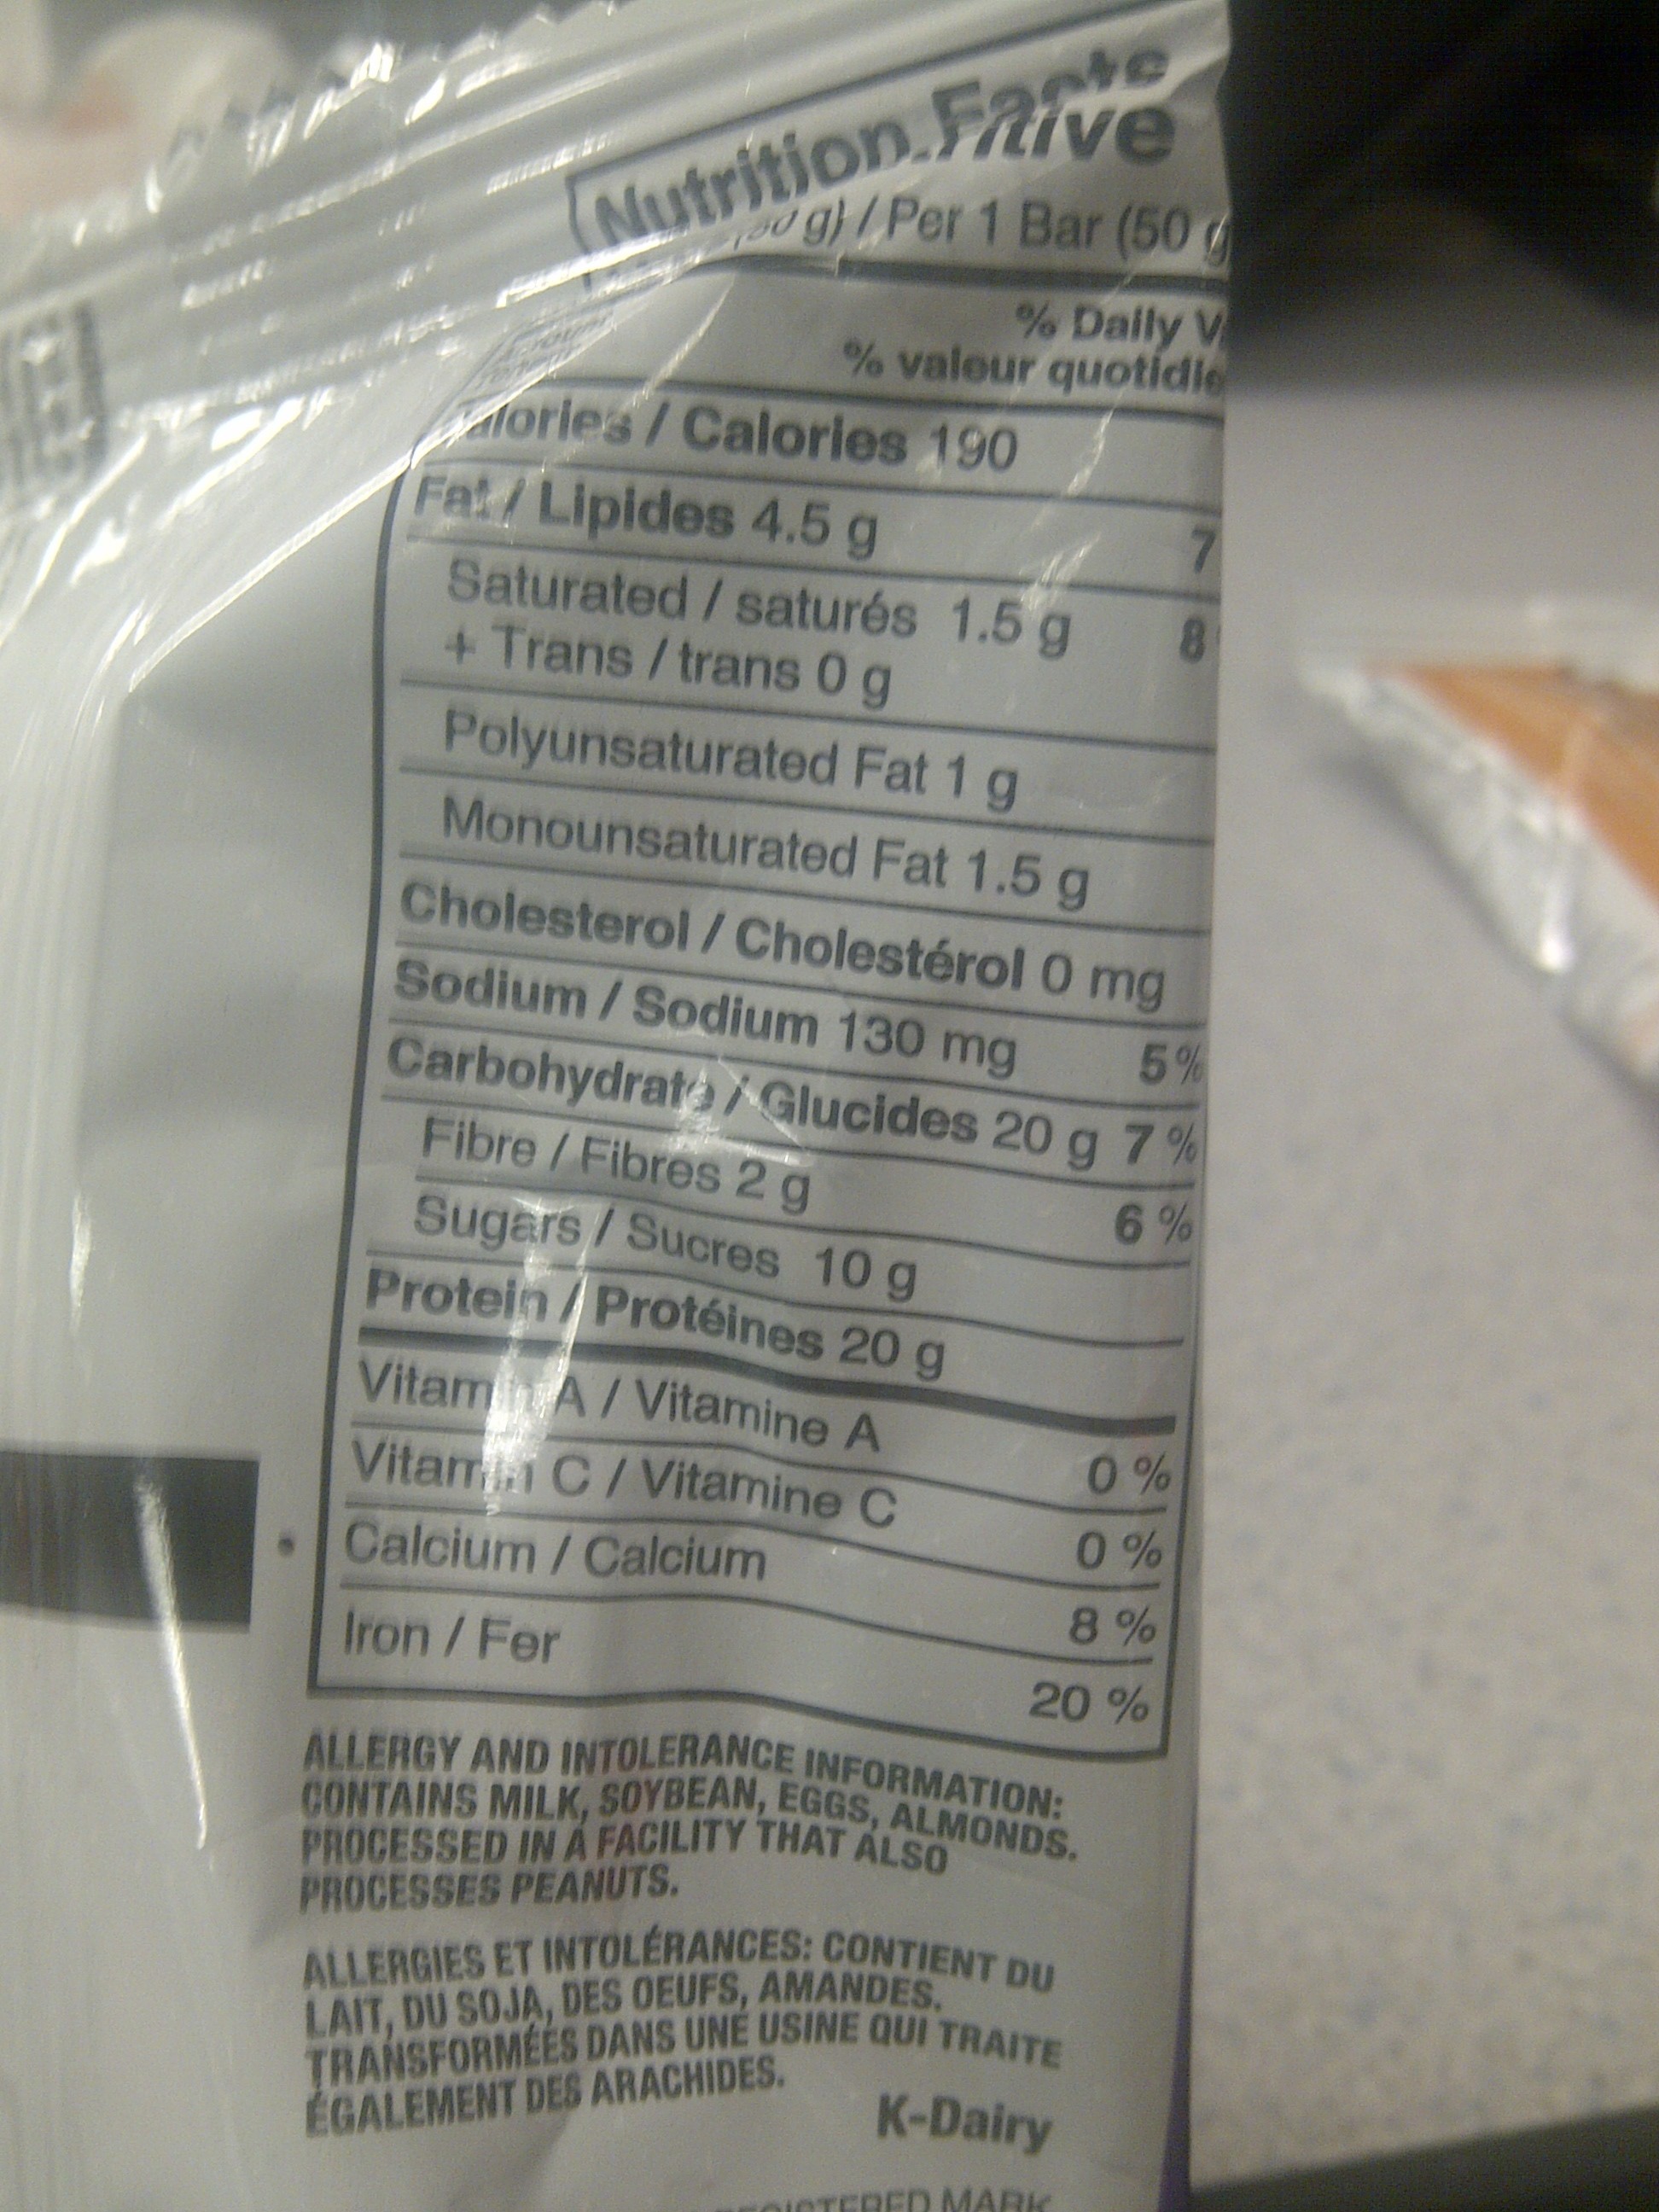 Nutrition Facts
g) / Per 1 Bar (50 g
% Daily
% valeur
Calories 190
Fat / Lipides 4.5 g 7
Saturated / saturés 1.5 g 8
+ Trans / trans 0 g
Polyunsaturated Fat 1 g
Monounsaturated Fat 1.5 g
Cholesterol / Cholestérol 0 mg
Sodium / Sodium 130 mg 5 %
Carbohydrate / Glucides 20 g 7 %
Fibre / Fibres 2 g 6 %
Sugars / Sucres 10 g
Protein / Protéines 20 g
Vitamin A / Vitamine A 0 %
Vitamin C / Vitamine C 0 %
Calcium / Calcium 8 %
Iron / Fer 20 %
ALLERGY AND INTOLERANCE INFORMATION:
CONTAINS MILK, SOYBEAN, EGGS, ALMONDS.
PROCESSED IN A FACILITY THAT ALSO
PROCESSES PEANUTS.
ALLERGIES ET INTOLÉRANCES: CONTIENT DU
LAIT, DU SOJA, DES OEUFS, AMANDES.
TRANSFORMÉES DANS UNE USINE QUI TRAITE
ÉGALEMENT DES ARACHIDES.
K-Dairy
MARK